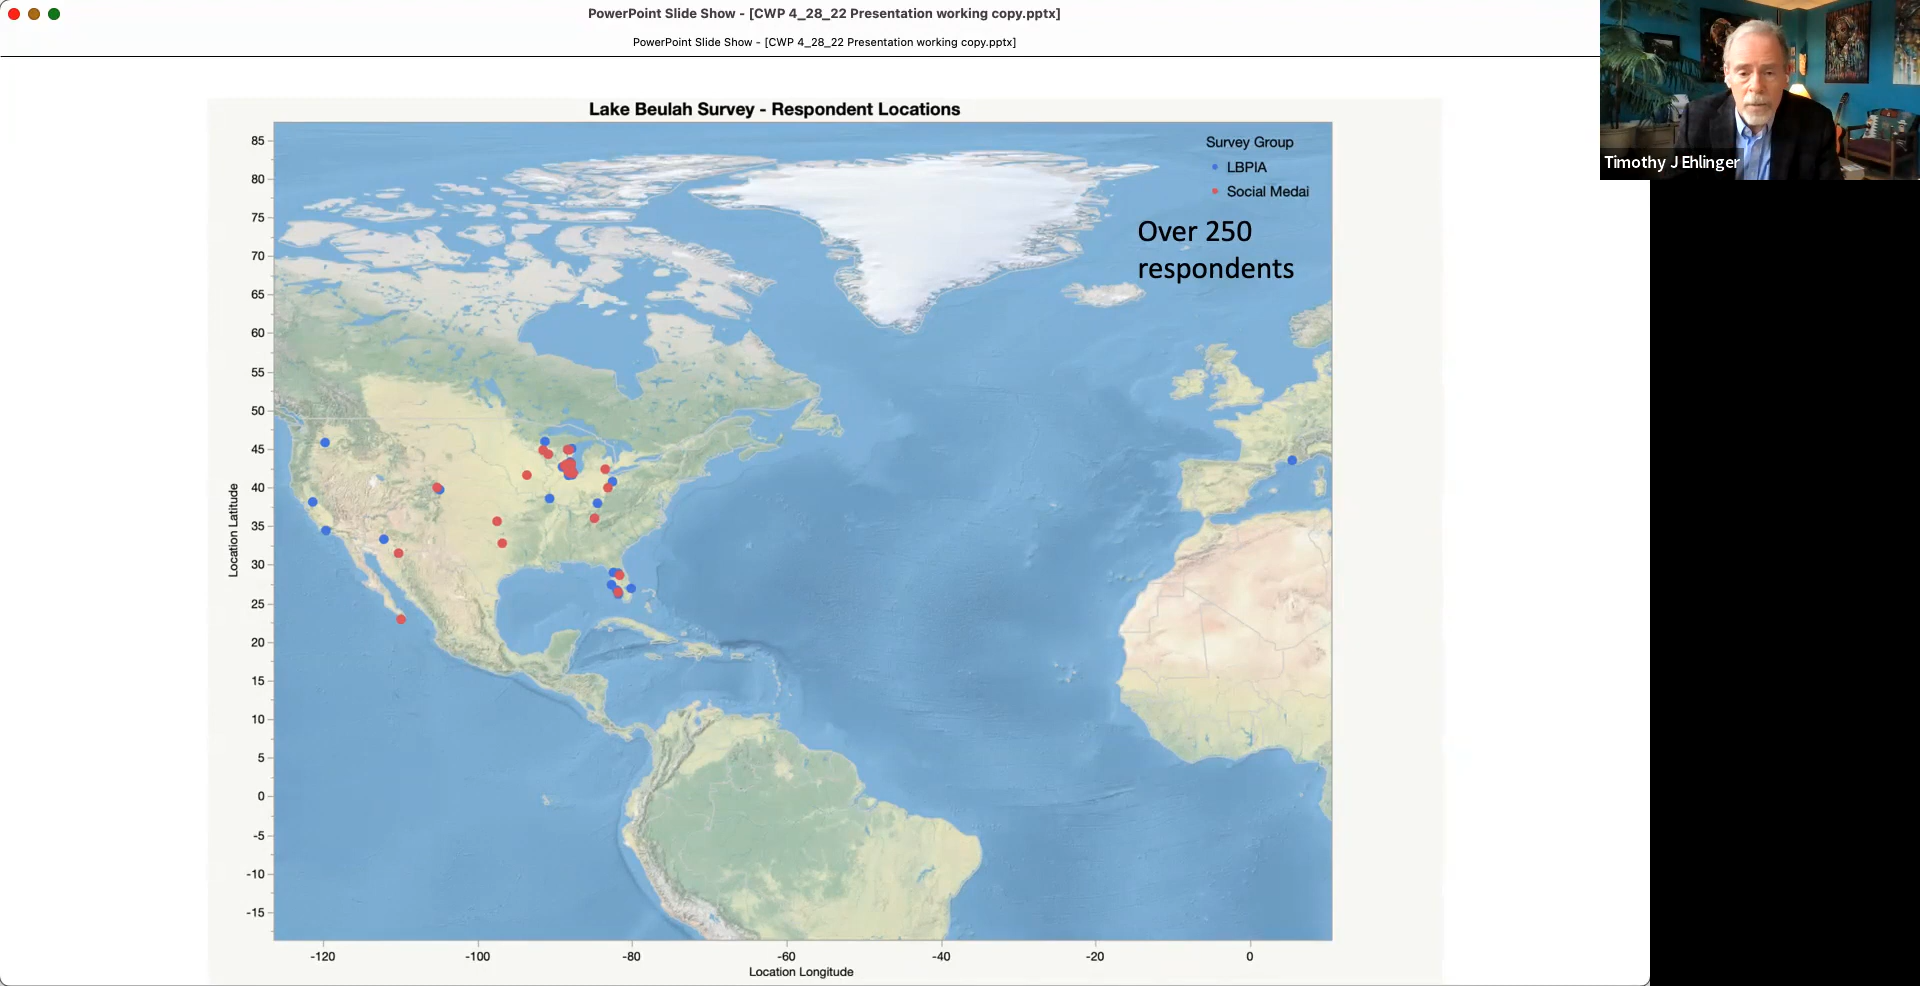 PowerPoint Slide Show - [CWP 4_28_22 Presentation working copy.pptx]
PowerPoint Slide Show - [CWP 4_28_22 Presentation working copy.pptx]
Timothy J Ehlinger
Lake Beulah Survey - Respondent Locations
Survey Group
LBPIA
Social Medai
Over 250
respondents
Location Latitude
85
80
75
70
65
60
55
50
45
40
35
30
25
20
15
10
5
0
-5
-10
-15
-120
-100
-80
-60
-40
-20
0
Location Longitude